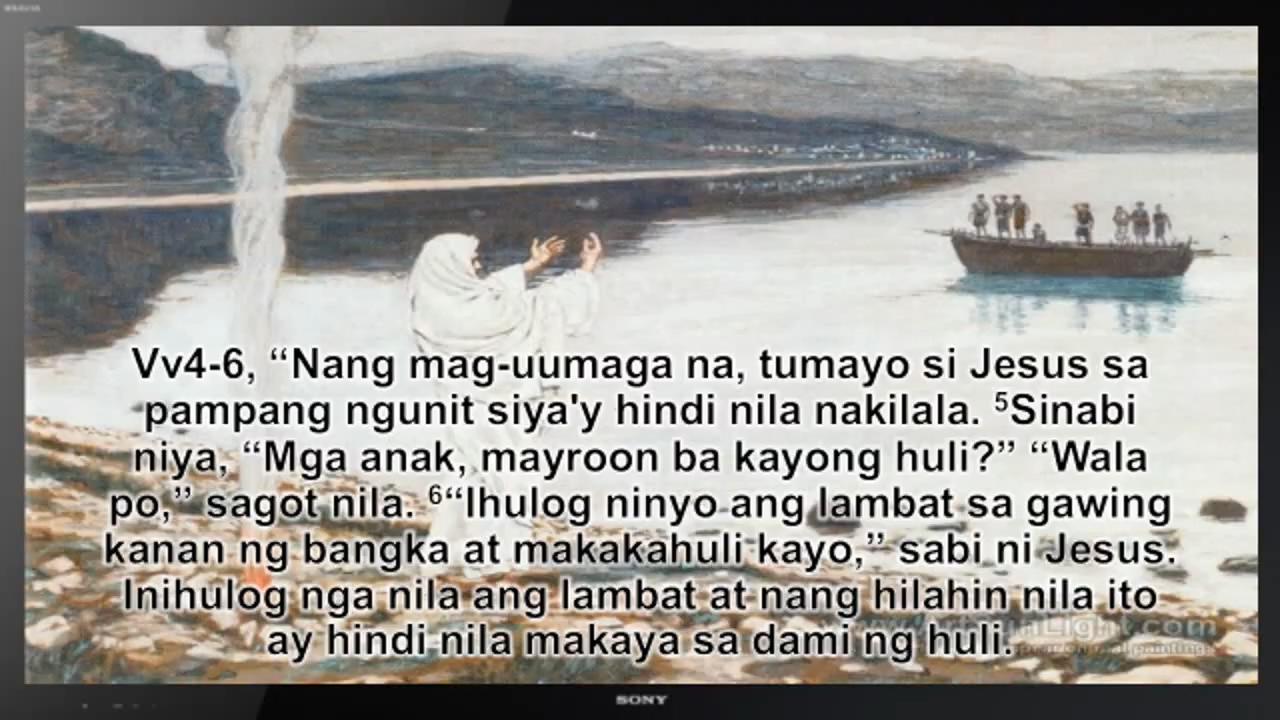 Vv4-6, “Nang mag-uumaga na, tumayo si Jesus sa
pampang ngunit siya'y hindi nila nakilala. ⁵Sinabi
niya, “Mga anak, mayroon ba kayong huli?” “Wala
po,” sagot nila. ⁶“Ihulog ninyo ang lambat sa gawing
kanan ng bangka at makakahuli kayo,” sabi ni Jesus.
Inihulog nga nila ang lambat at nang hilahin nila ito
ay hindi nila makaya sa dami ng huli.
SONY